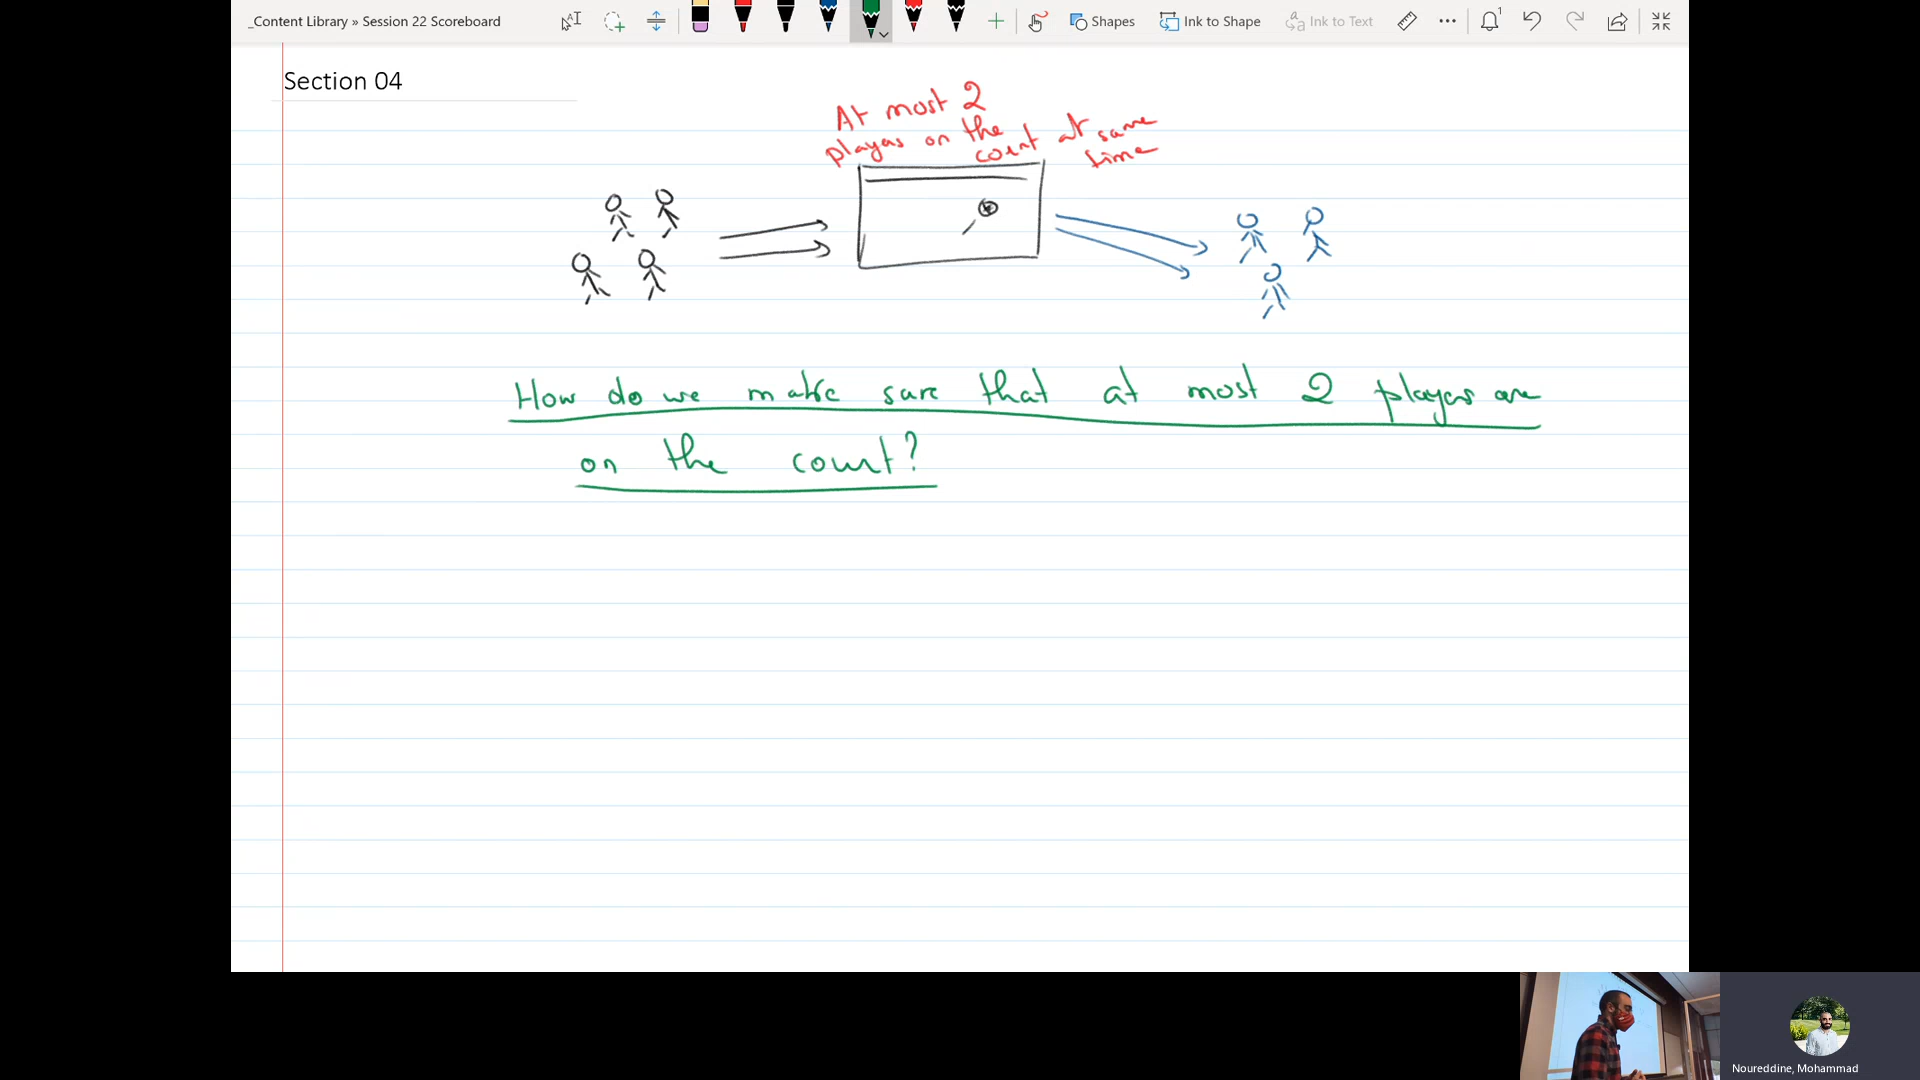 _Content Library » Session 22 Scoreboard
Shapes
Ink to Shape
Ink to Text
1
Section 04
At most 2
players on the court at same
time
How do we make sure that at most 2 players are
on the court?
Noureddine, Mohammad